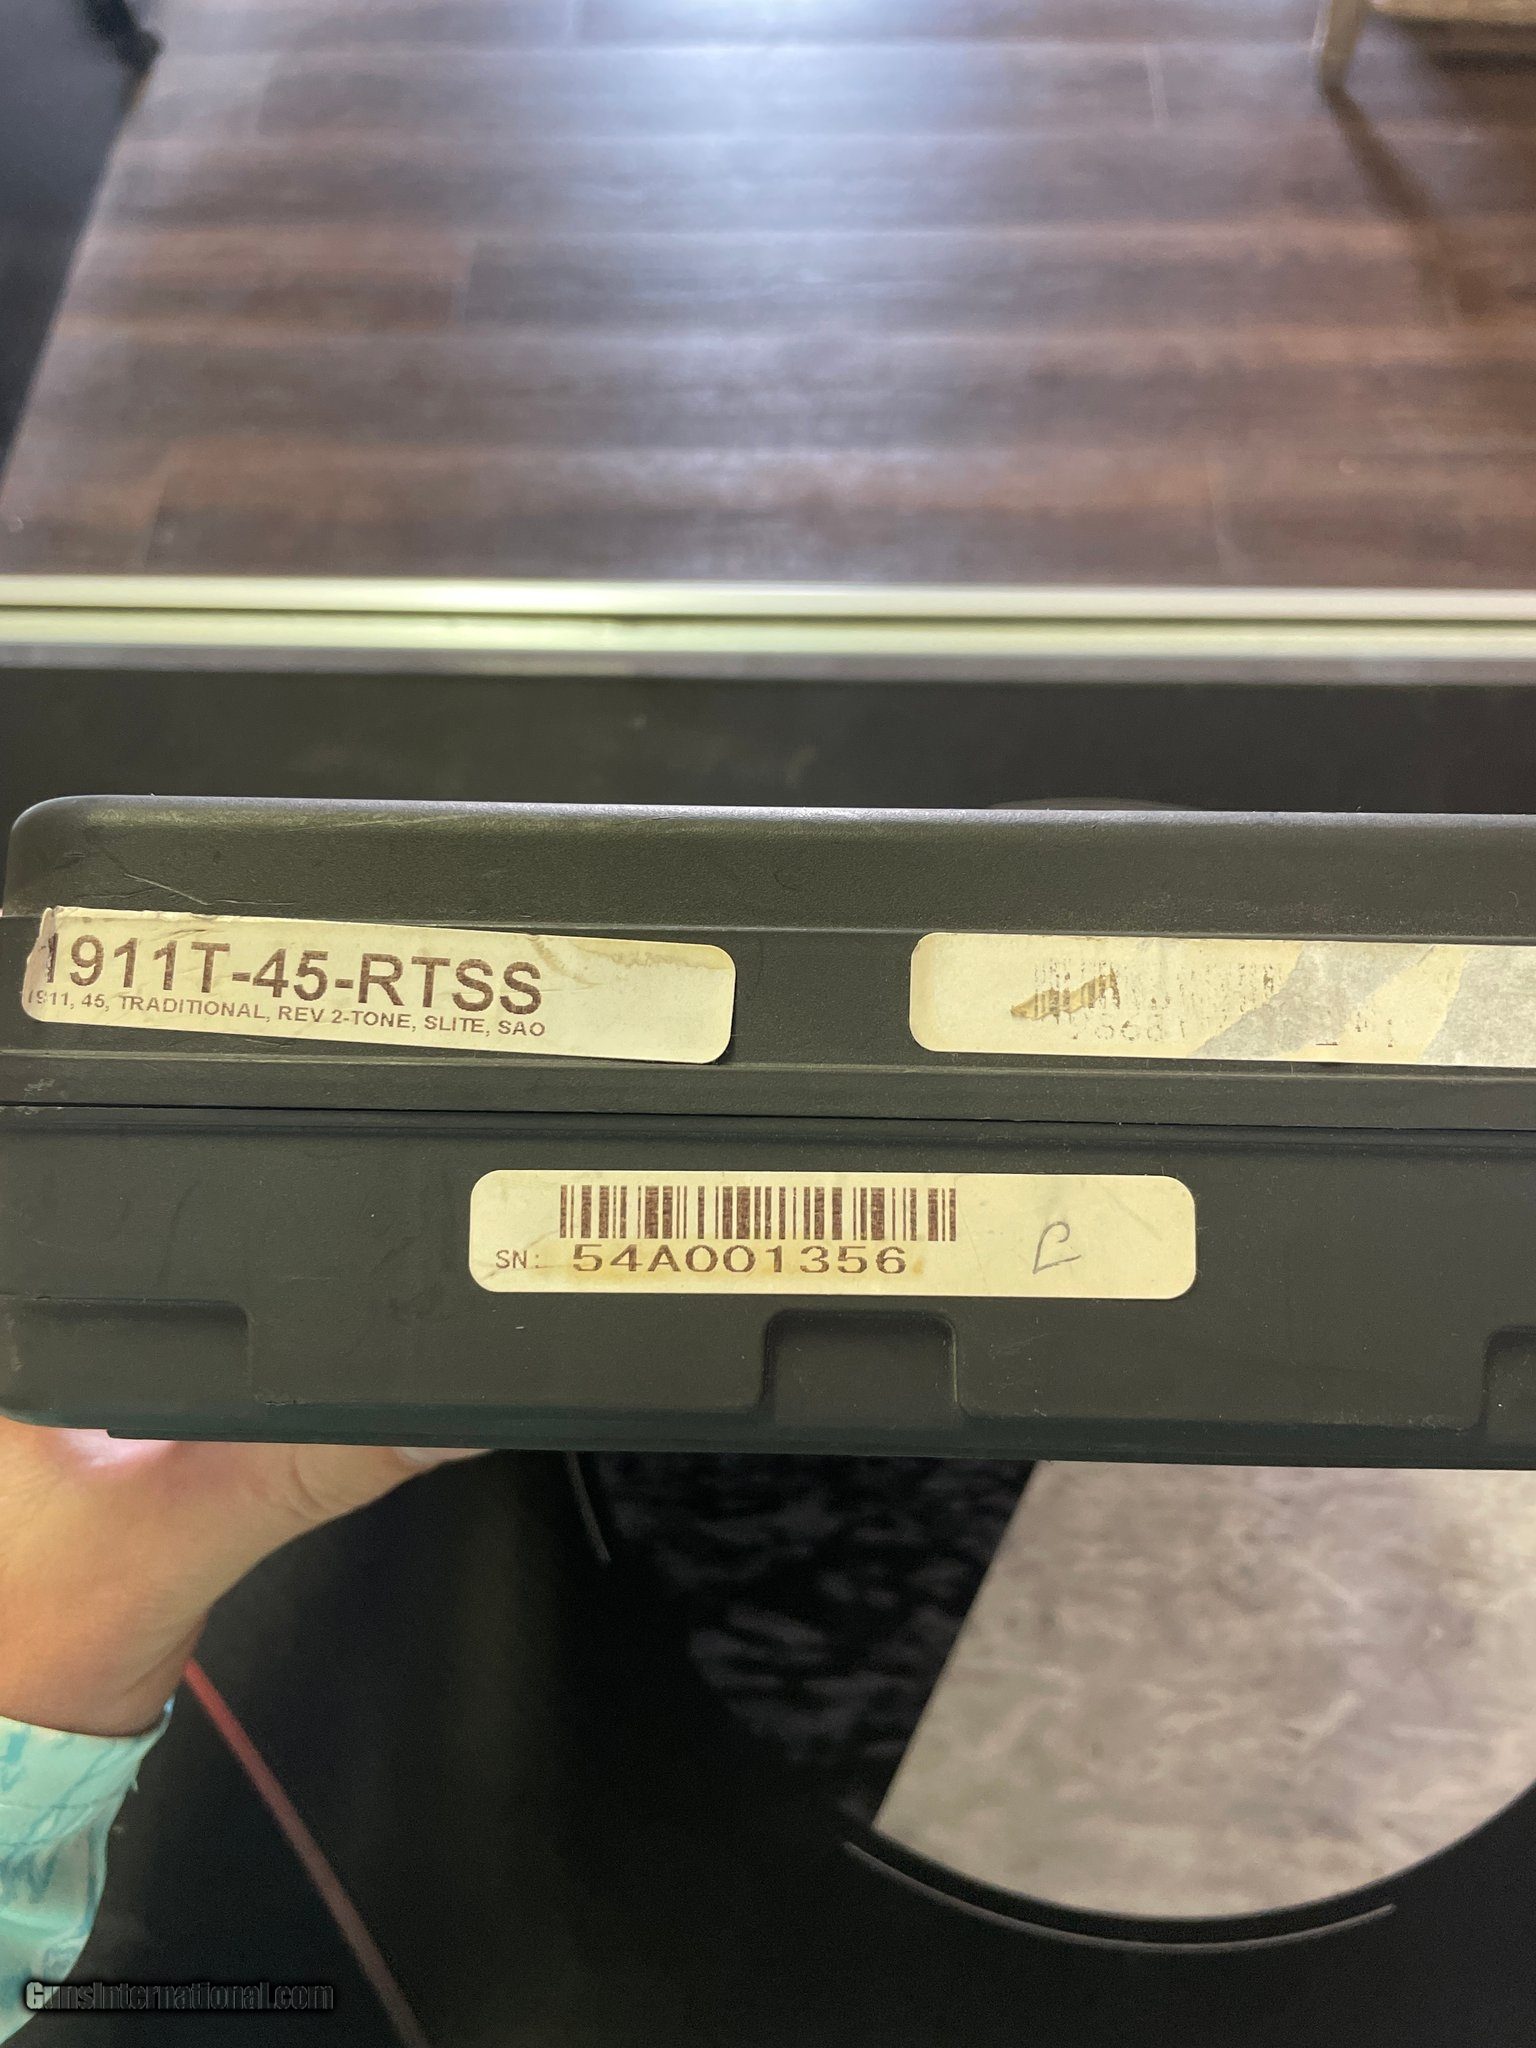 1911T-45-RTSS
1911, 45, TRADITIONAL, REV 2-TONE, SLITE, SAO
SN: 54A001356
GunsInternational.com